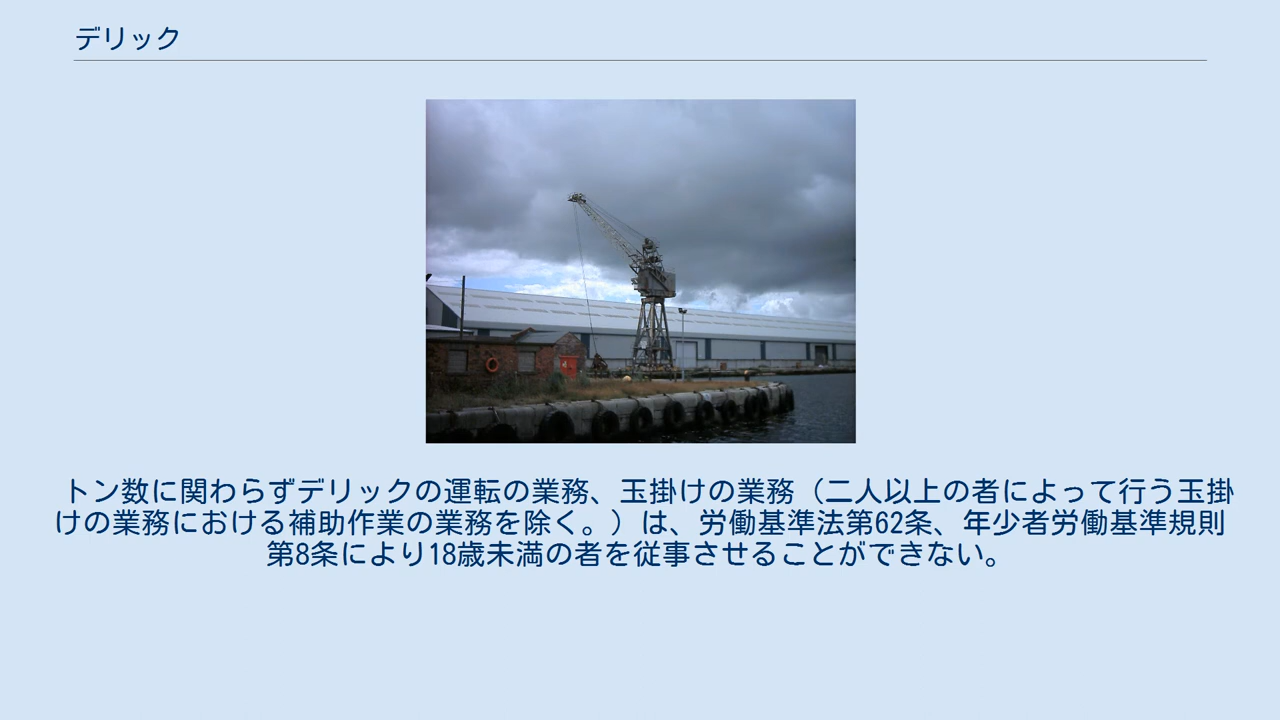 デリック
トン数に関わらずデリックの運転の業務、玉掛けの業務（二人以上の者によって行う玉掛
けの業務における補助作業の業務を除く。）は、労働基準法第62条、年少者労働基準規則
第8条により18歳未満の者を従事させることができない。